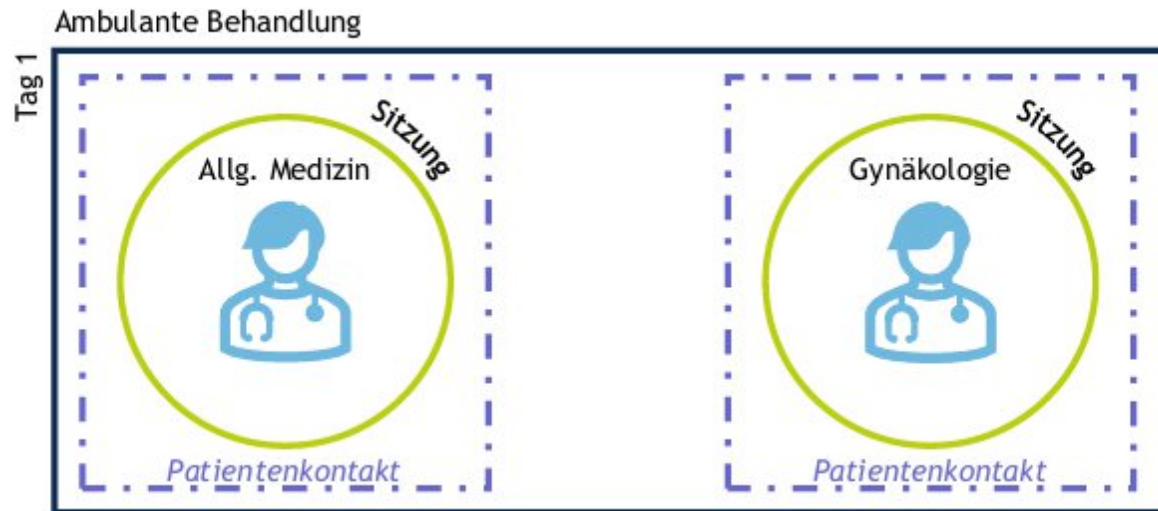 Ambulante Behandlung
Tag 1
Sitzung
Allg. Medizin
Patientenkontakt
Sitzung
Gynäkologie
Patientenkontakt